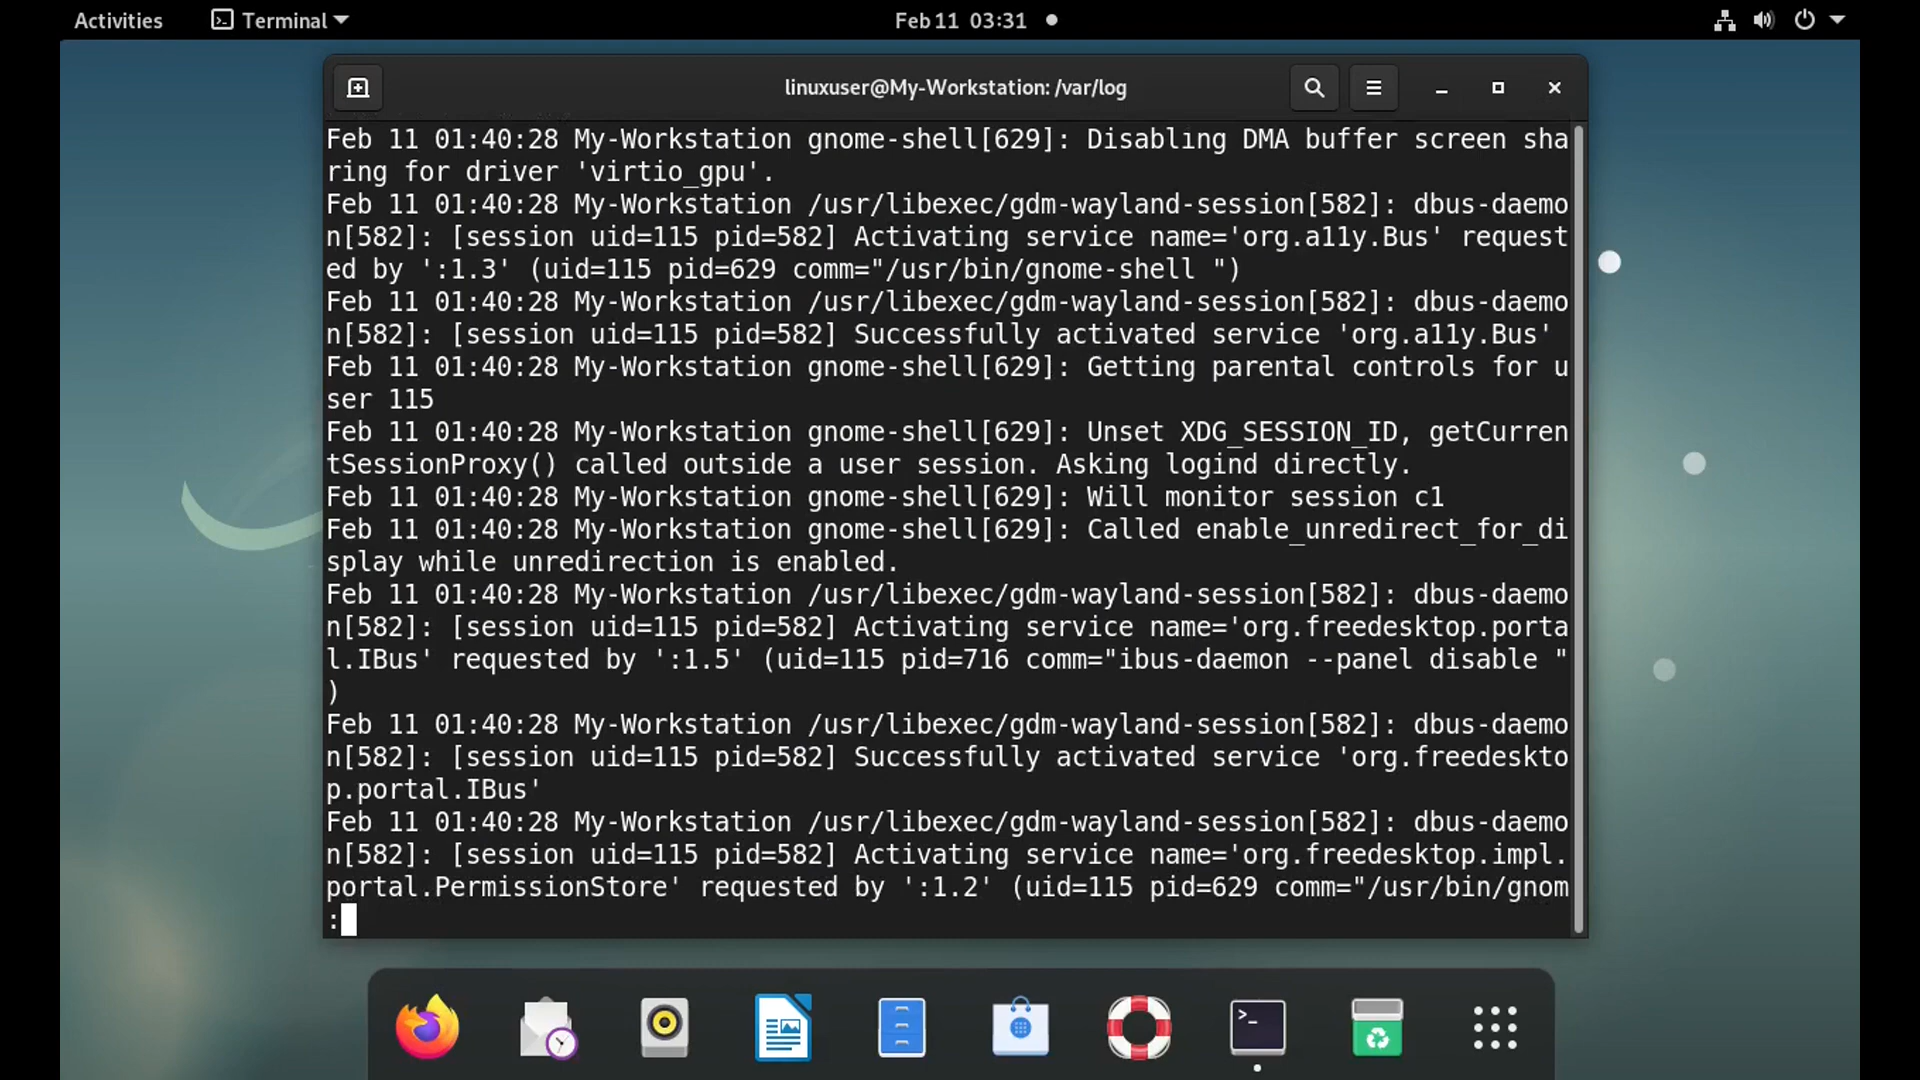 Activities Terminal Feb 11 03:31
linuxuser@My-Workstation: /var/log
Feb 11 01:40:28 My-Workstation gnome-shell[629]: Disabling DMA buffer screen sha
ring for driver 'virtio_gpu'.
Feb 11 01:40:28 My-Workstation /usr/libexec/gdm-wayland-session[582]: dbus-daemo
n[582]: [session uid=115 pid=582] Activating service name='org.a11y.Bus' request
ed by ':1.3' (uid=115 pid=629 comm="/usr/bin/gnome-shell ")
Feb 11 01:40:28 My-Workstation /usr/libexec/gdm-wayland-session[582]: dbus-daemo
n[582]: [session uid=115 pid=582] Successfully activated service 'org.a11y.Bus'
Feb 11 01:40:28 My-Workstation gnome-shell[629]: Getting parental controls for u
ser 115
Feb 11 01:40:28 My-Workstation gnome-shell[629]: Unset XDG_SESSION_ID, getCurren
tSessionProxy() called outside a user session. Asking logind directly.
Feb 11 01:40:28 My-Workstation gnome-shell[629]: Will monitor session c1
Feb 11 01:40:28 My-Workstation gnome-shell[629]: Called enable_unredirect_for_di
splay while unredirection is enabled.
Feb 11 01:40:28 My-Workstation /usr/libexec/gdm-wayland-session[582]: dbus-daemo
n[582]: [session uid=115 pid=582] Activating service name='org.freedesktop.porta
l.IBus' requested by ':1.5' (uid=115 pid=716 comm="ibus-daemon --panel disable "
)
Feb 11 01:40:28 My-Workstation /usr/libexec/gdm-wayland-session[582]: dbus-daemo
n[582]: [session uid=115 pid=582] Successfully activated service 'org.freedeskto
p.portal.IBus'
Feb 11 01:40:28 My-Workstation /usr/libexec/gdm-wayland-session[582]: dbus-daemo
n[582]: [session uid=115 pid=582] Activating service name='org.freedesktop.impl.
portal.PermissionStore' requested by ':1.2' (uid=115 pid=629 comm="/usr/bin/gnom
: